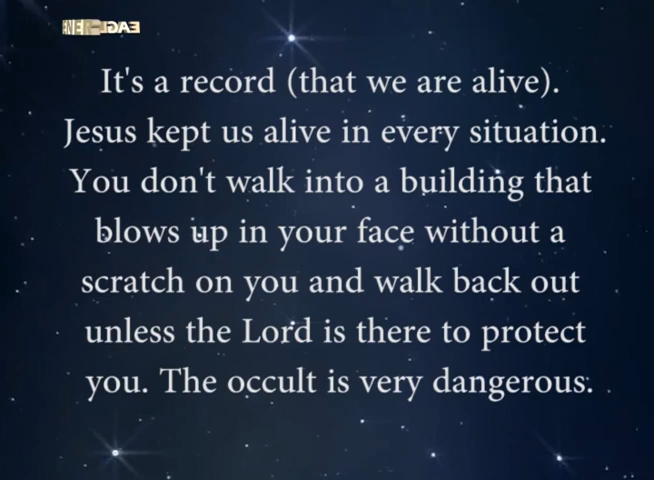 It's a record (that we are alive).
Jesus kept us alive in every situation.
You don't walk into a building that
blows up in your face without a
scratch on you and walk back out
unless the Lord is there to protect
you. The occult is very dangerous.